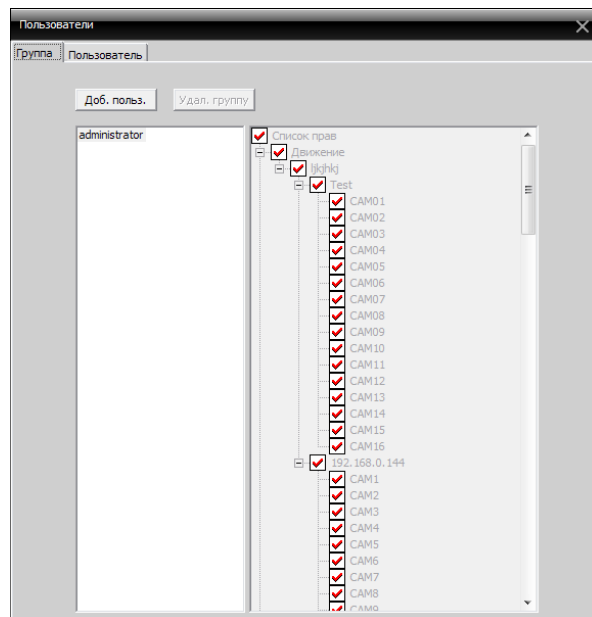 Пользователи
Группа Пользователь
Доб. польз. Удал. группу
administrator
Список прав
Движение
ljkjhkj
Test
CAM01
CAM02
CAM03
CAM04
CAM05
CAM06
CAM07
CAM08
CAM09
CAM10
CAM11
CAM12
CAM13
CAM14
CAM15
CAM16
192.168.0.144
CAM1
CAM2
CAM3
CAM4
CAM5
CAM6
CAM7
CAM8
CAM9